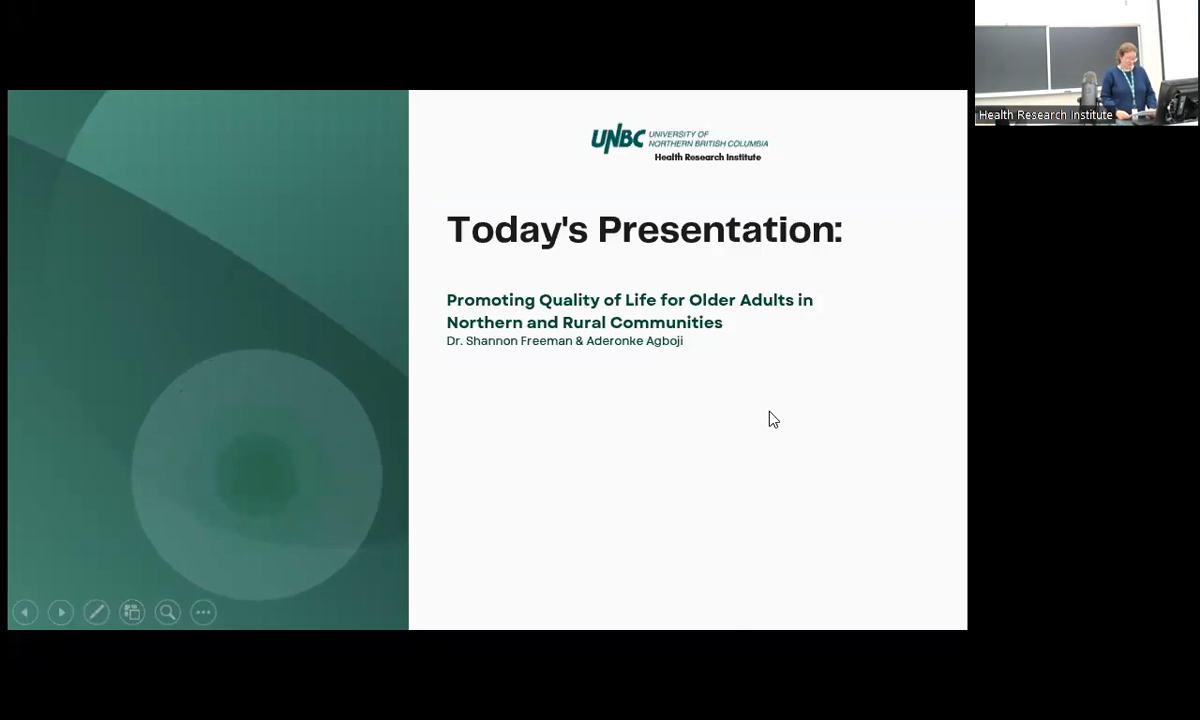 UNBC UNIVERSITY OF
NORTHERN BRITISH COLUMBIA
Health Research Institute
Today's Presentation:
Promoting Quality of Life for Older Adults in
Northern and Rural Communities
Dr. Shannon Freeman & Aderonke Agboji
Health Research Institute